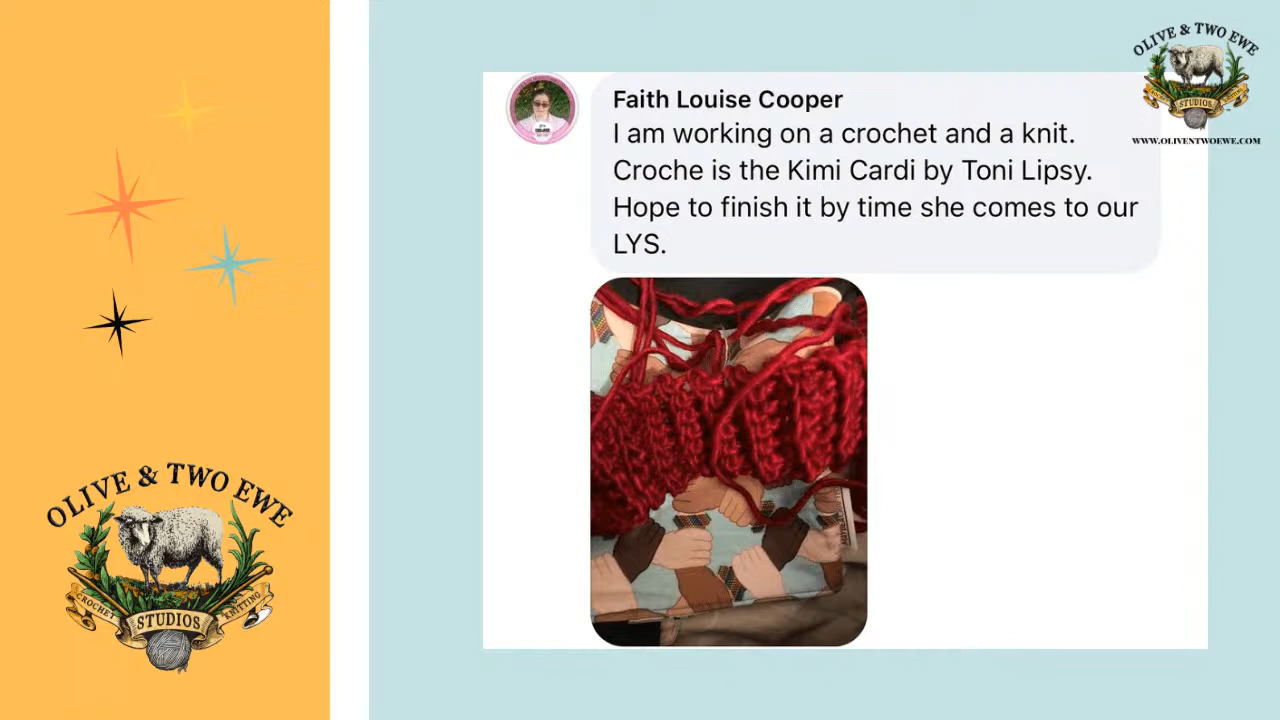 OLIVE & TWO EWE
CROCHET
STUDIOS
KNITTING
Faith Louise Cooper
I am working on a crochet and a knit.
Croche is the Kimi Cardi by Toni Lipsy.
Hope to finish it by time she comes to our
LYS.
OLIVE & TWO EWE
STUDIOS
WWW.OLIVENTWOEWE.COM